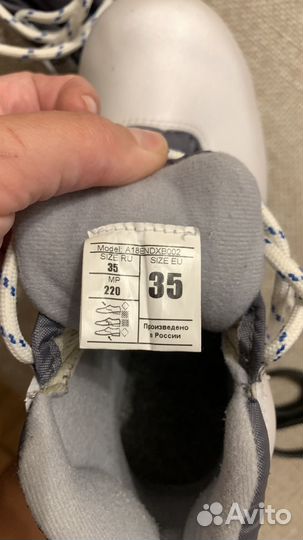 Model: A18ENDXB002
SIZE RU
SIZE EU
35
35
MP
220
Произведено
в России
Avito